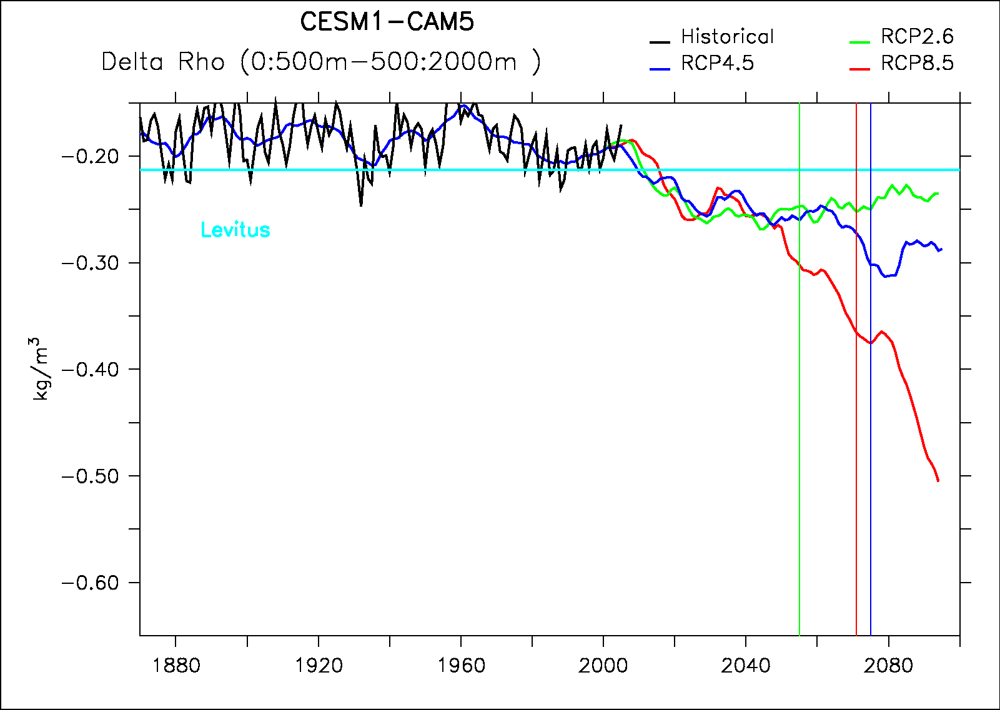 CESM1-CAM5
Delta Rho (0:500m-500:2000m )
Historical
RCP2.6
RCP4.5
RCP8.5
-0.20
-0.30
-0.40
-0.50
-0.60
kg/m³
Levitus
1880 1920 1960 2000 2040 2080